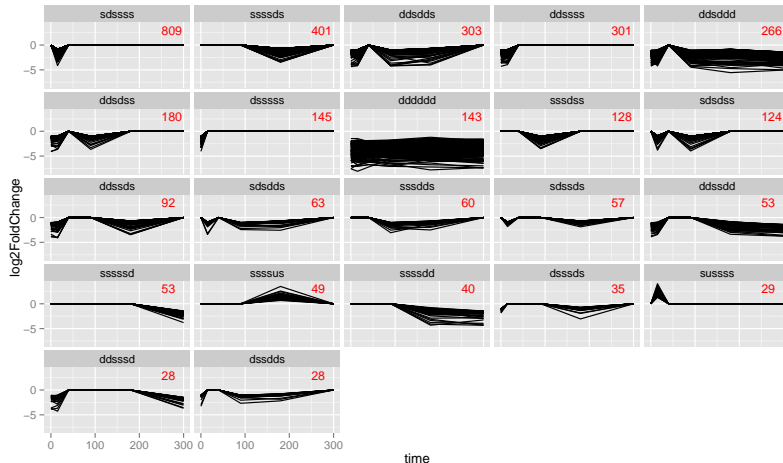 sdssss ssssds ddsdds ddssss ddsddd
809 401 303 301 266
0
−5
ddsdss dsssss dddddd sssdss sdsdss
180 145 143 128 124
0
−5
ddssds sdsdds sssdds sdssds ddssdd
92 63 60 57 53
0
−5
sssssd ssssus ssssdd dsssds sussss
53 49 40 35 29
0
−5
ddsssd dssdds
28 28
0
−5
0 100 200 300 0 100 200 300
log2FoldChange
time